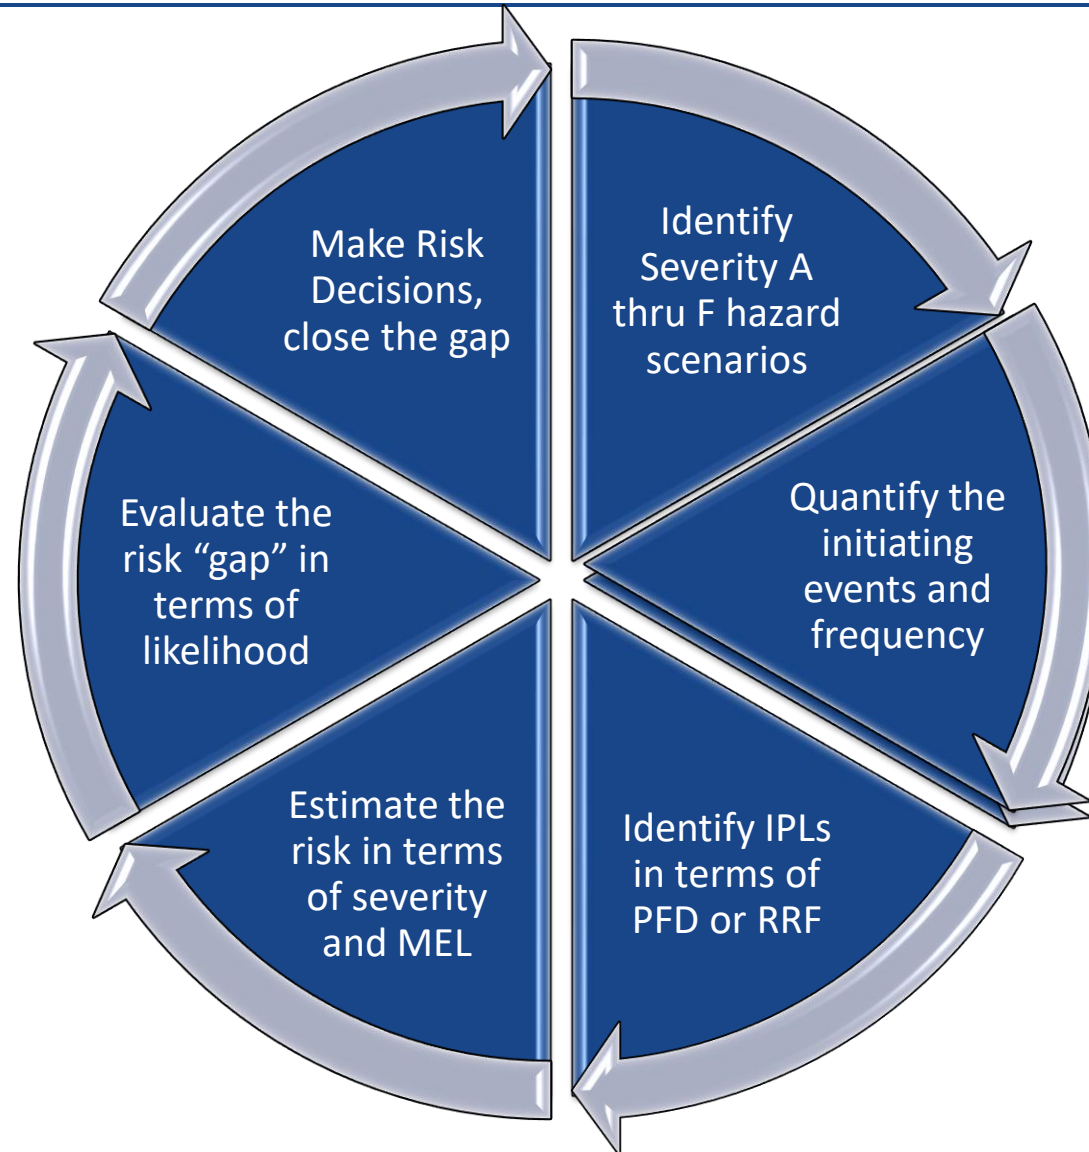 Identify
Severity A
thru F hazard
scenarios
Quantify the
initiating
events and
frequency
Identify IPLs
in terms of
PFD or RRF
Estimate the
risk in terms
of severity
and MEL
Evaluate the
risk “gap” in
terms of
likelihood
Make Risk
Decisions,
close the gap